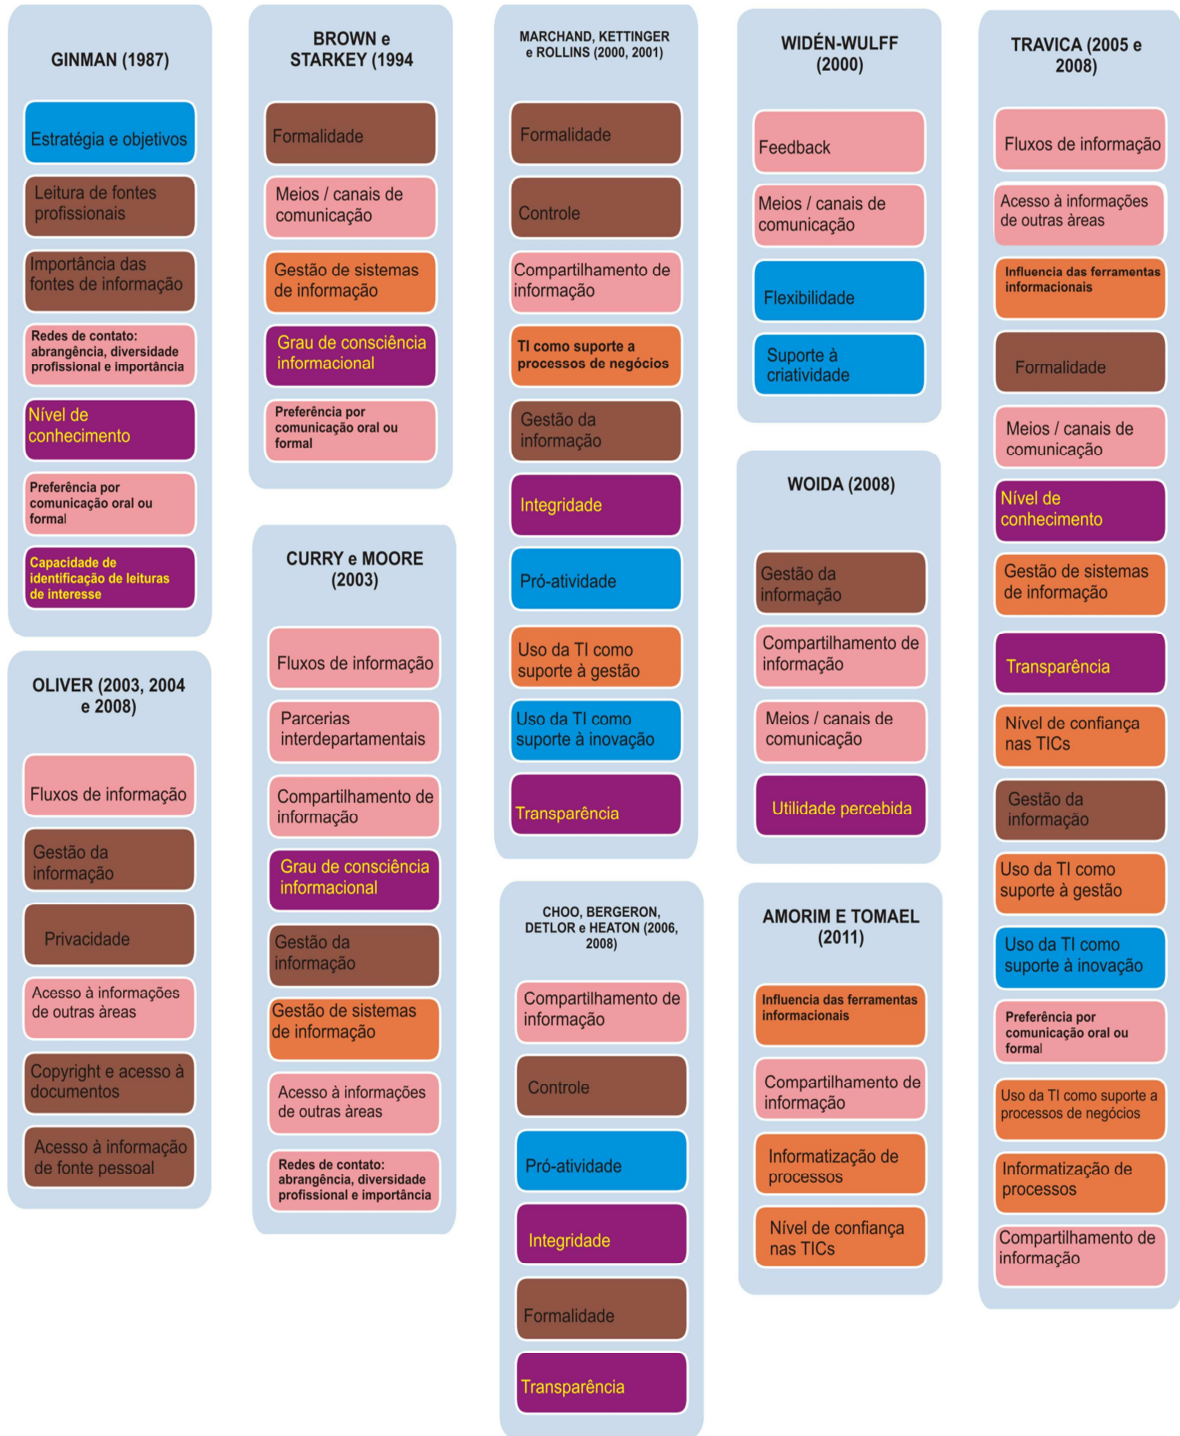 GINMAN (1987)
Estratégia e objetivos
Leitura de fontes
profissionais
Importância das
fontes de informação
Redes de contato:
abrangência, diversidade
profissional e importância
Nível de
conhecimento
Preferência por
comunicação oral ou
formal
Capacidade de
identificação de leituras
de interesse
OLIVER (2003, 2004
e 2008)
Fluxos de informação
Gestão da
informação
Privacidade
Acesso à informações
de outras àreas
Copyright e acesso à
documentos
Acesso à informação
de fonte pessoal
BROWN e
STARKEY (1994
Formalidade
Meios / canais de
comunicação
Gestão de sistemas
de informação
Grau de consciência
informacional
Preferência por
comunicação oral ou
formal
CURRY e MOORE
(2003)
Fluxos de informação
Parcerias
interdepartamentais
Compartilhamento de
informação
Grau de consciência
informacional
Gestão da
informação
Gestão de sistemas
de informação
Acesso à informações
de outras àreas
Redes de contato:
abrangência, diversidade
profissional e importância
MARCHAND, KETTINGER
e ROLLINS (2000, 2001)
Formalidade
Controle
Compartilhamento de
informação
TI como suporte a
processos de negócios
Gestão da
informação
Integridade
Pró-atividade
Uso da TI como
suporte à gestão
Uso da TI como
suporte à inovação
Transparência
CHOO, BERGERON,
DETLOR e HEATON (2006,
2008)
Compartilhamento de
informação
Controle
Pró-atividade
Integridade
Formalidade
Transparência
WIDÉN-WULFF
(2000)
Feedback
Meios / canais de
comunicação
Flexibilidade
Suporte à
criatividade
WOIDA (2008)
Gestão da
informação
Compartilhamento de
informação
Meios / canais de
comunicação
Utilidade percebida
AMORIM E TOMAEL
(2011)
Influencia das ferramentas
informacionais
Compartilhamento de
informação
Informatização de
processos
Nível de confiança
nas TICs
TRAVICA (2005 e
2008)
Fluxos de informação
Acesso à informações
de outras àreas
Influencia das ferramentas
informacionais
Formalidade
Meios / canais de
comunicação
Nível de
conhecimento
Gestão de sistemas
de informação
Transparência
Nível de confiança
nas TICs
Gestão da
informação
Uso da TI como
suporte à gestão
Uso da TI como
suporte à inovação
Preferência por
comunicação oral ou
formal
Uso da TI como suporte a
processos de negócios
Informatização de
processos
Compartilhamento de
informação